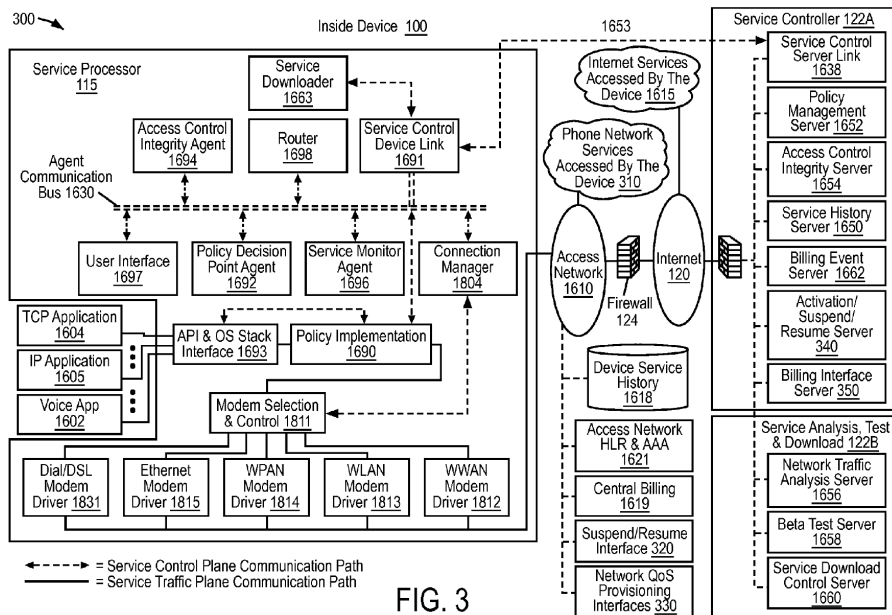 300
Inside Device 100
Service Processor
115
Service
Downloader
1663
Access Control
Integrity Agent
1694
Router
1698
Service Control
Device Link
1691
Agent
Communication
Bus 1630
User Interface
1697
Policy Decision
Point Agent
1692
Service Monitor
Agent
1696
Connection
Manager
1804
TCP Application
1604
IP Application
1605
Voice App
1602
API & OS Stack
Interface 1693
Policy Implementation
1690
Modem Selection
& Control 1811
Dial/DSL
Modem
Driver 1831
Ethernet
Modem
Driver 1815
WPAN
Modem
Driver 1814
WLAN
Modem
Driver 1813
WWAN
Modem
Driver 1812
= Service Control Plane Communication Path
= Service Traffic Plane Communication Path
1653
Internet Services
Accessed By The
Device 1615
Phone Network
Services
Accessed By The
Device 310
Access
Network
1610
Firewall
124
Internet
120
Device Service
History
1618
Access Network
HLR & AAA
1621
Central Billing
1619
Suspend/Resume
Interface 320
Network QoS
Provisioning
Interfaces 330
Service Controller 122A
Service Control
Server Link
1638
Policy
Management
Server 1652
Access Control
Integrity Server
1654
Service History
Server 1650
Billing Event
Server 1662
Activation/
Suspend/
Resume Server
340
Billing Interface
Server 350
Service Analysis, Test
& Download 122B
Network Traffic
Analysis Server
1656
Beta Test Server
1658
Service Download
Control Server
1660
FIG. 3